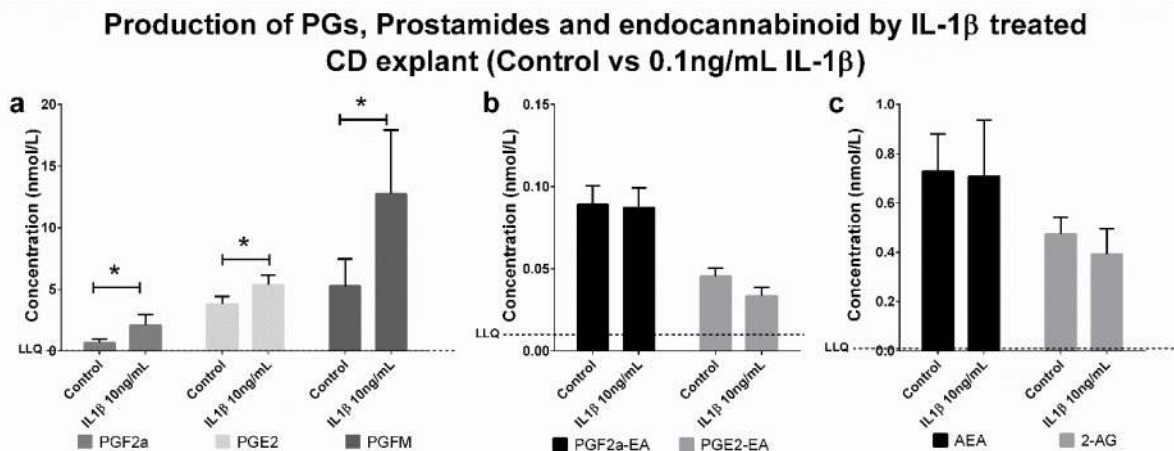 Production of PGs, Prostamides and endocannabinoid by IL-1β treated
CD explant (Control vs 0.1ng/mL IL-1β)
a
Concentration (nmol/L)
20
15
10
5
0
LLQ
*
*
*
Control
IL1β 10ng/mL
Control
IL1β 10ng/mL
Control
IL1β 10ng/mL
PGF2a
PGE2
PGFM
b
Concentration (nmol/L)
0.15
0.10
0.05
0.00
LLQ
Control
IL1β 10ng/mL
Control
IL1β 10ng/mL
PGF2a-EA
PGE2-EA
c
Concentration (nmol/L)
1.0
0.8
0.6
0.4
0.2
0.0
LLQ
Control
IL1β 10ng/mL
Control
IL1β 10ng/mL
AEA
2-AG